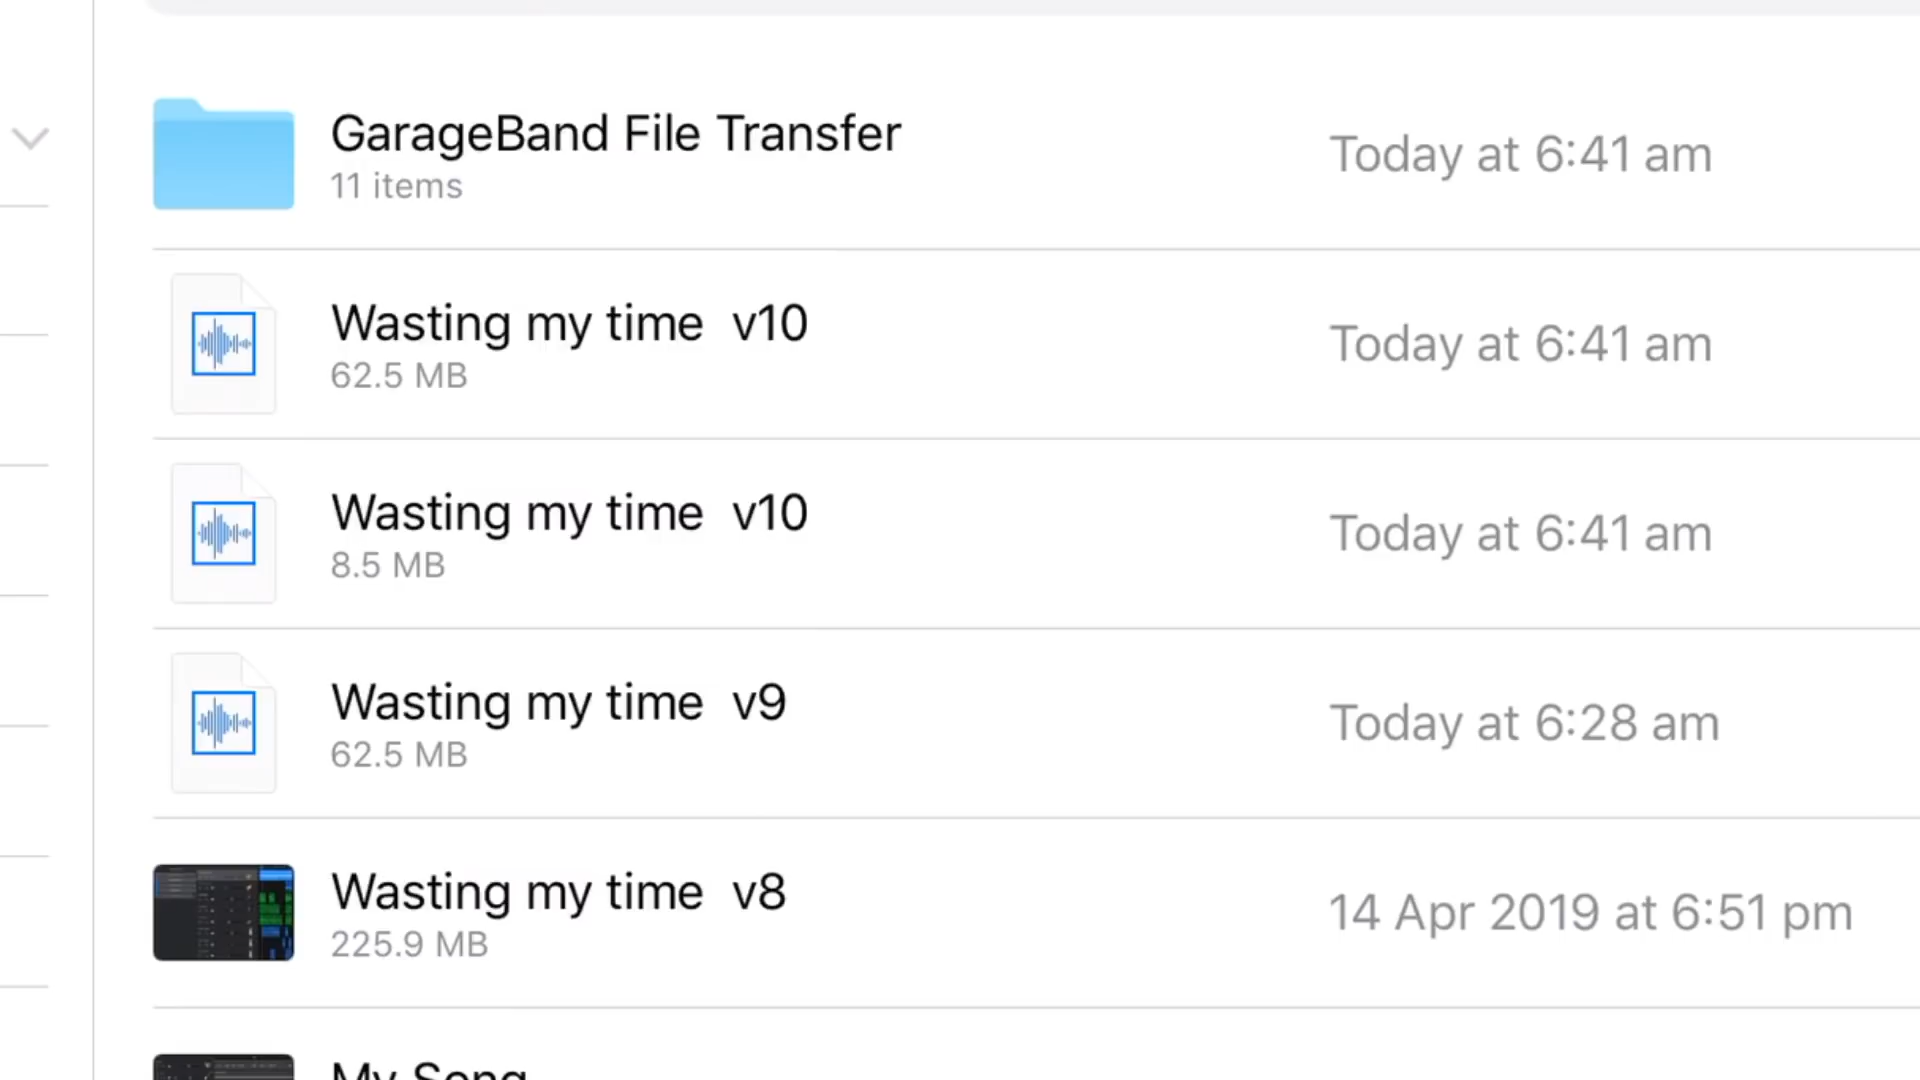 GarageBand File Transfer
11 items
Today at 6:41 am
Wasting my time  v10
62.5 MB
Today at 6:41 am
Wasting my time  v10
8.5 MB
Today at 6:41 am
Wasting my time  v9
62.5 MB
Today at 6:28 am
Wasting my time  v8
225.9 MB
14 Apr 2019 at 6:51 pm
My Song